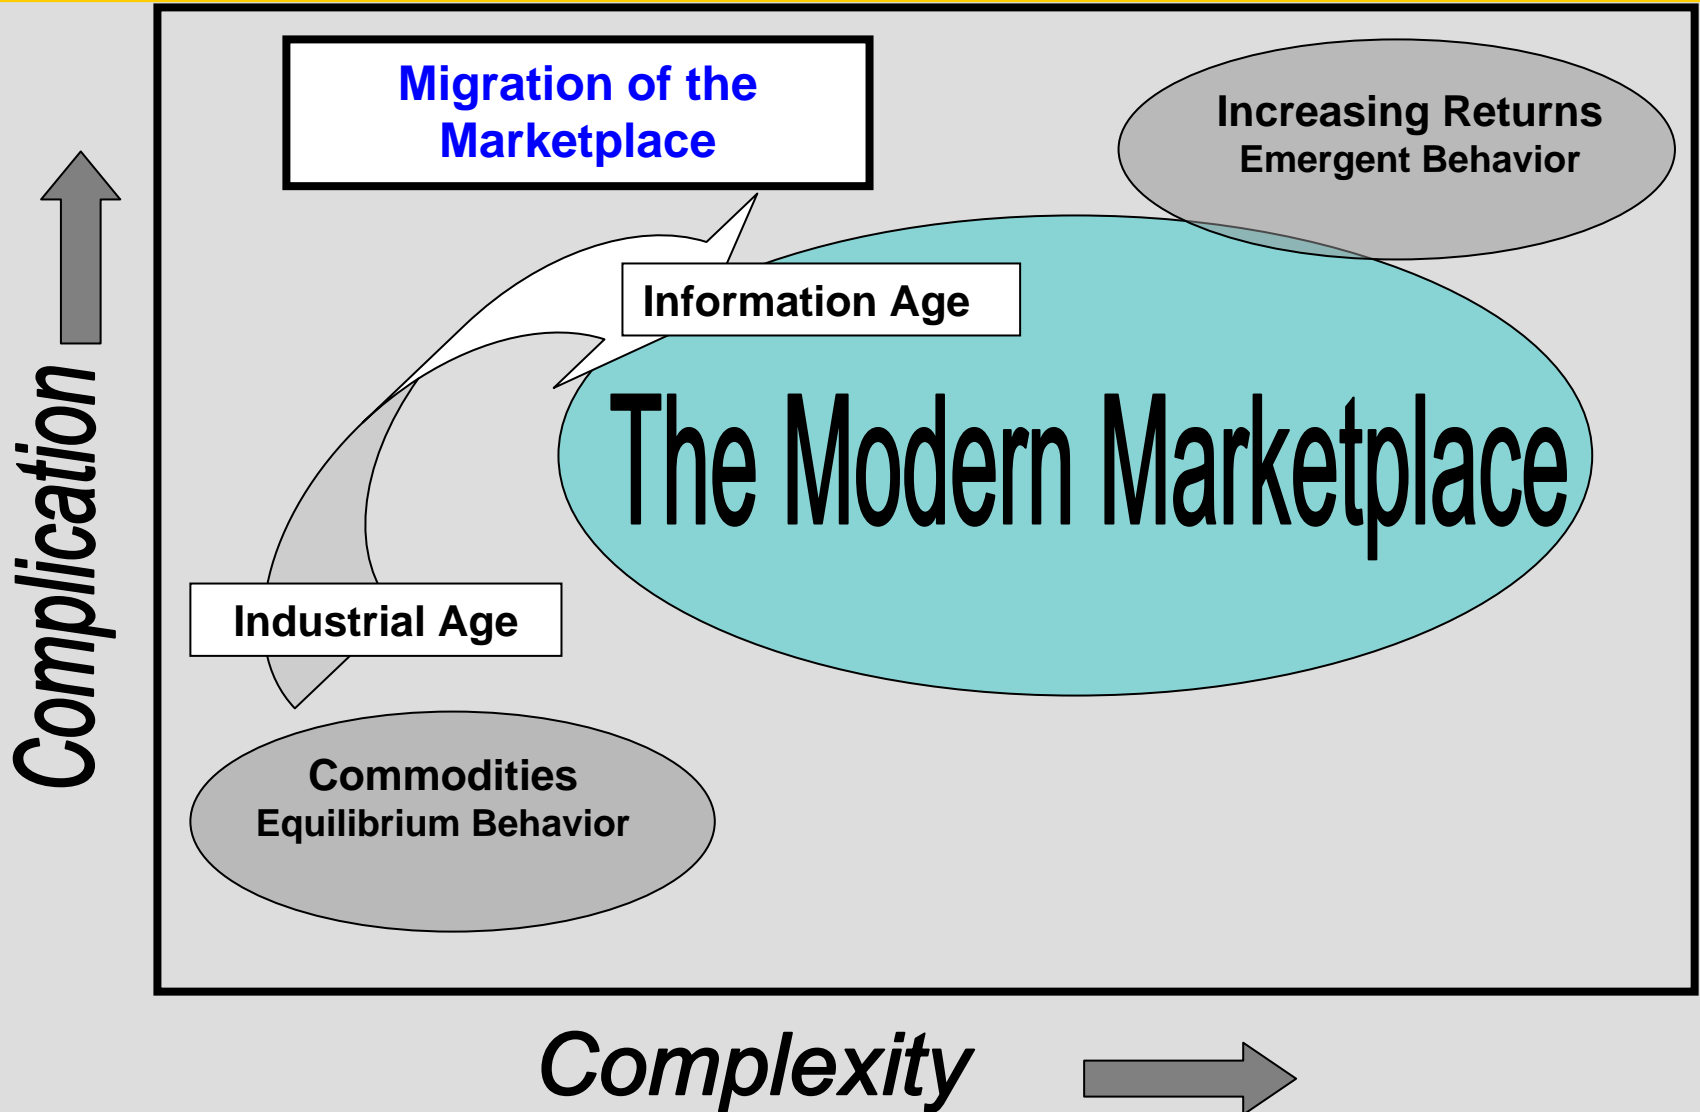 Migration of the
Marketplace
Increasing Returns
Emergent Behavior
Information Age
The Modern Marketplace
Industrial Age
Commodities
Equilibrium Behavior
Complication
Complexity